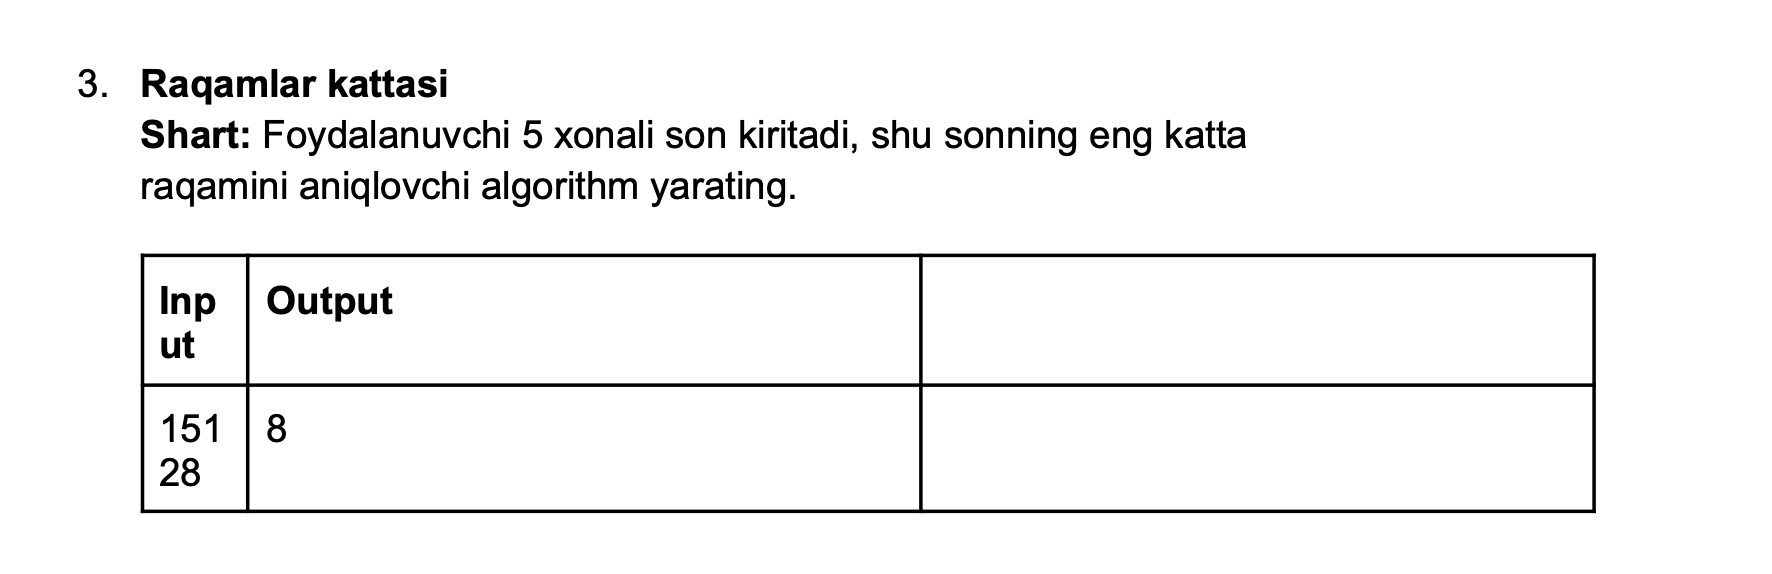 3. Raqamlar kattasi
Shart: Foydalanuvchi 5 xonali son kiritadi, shu sonning eng katta
raqamini aniqlovchi algorithm yarating.
Inp
ut
Output
151
28
8